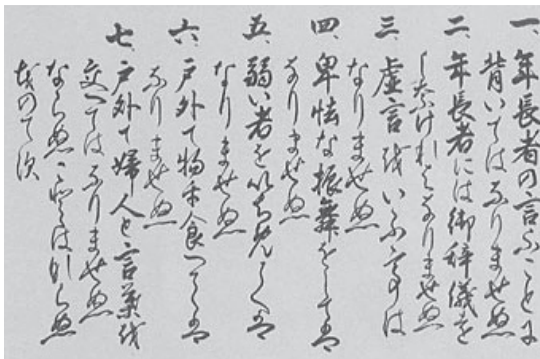 一、年長者の言ふことに
背いてはなりませぬ
二、年長者には御辞儀を
しなければなりませぬ
三、虚言をいふ事は
なりませぬ
四、卑怯な振舞をしては
なりませぬ
五、弱い者をいぢめては
なりませぬ
六、戸外で物を食べては
なりませぬ
七、戸外で婦人と言葉を
交へてはなりませぬ
ならぬことはならぬ
ものです